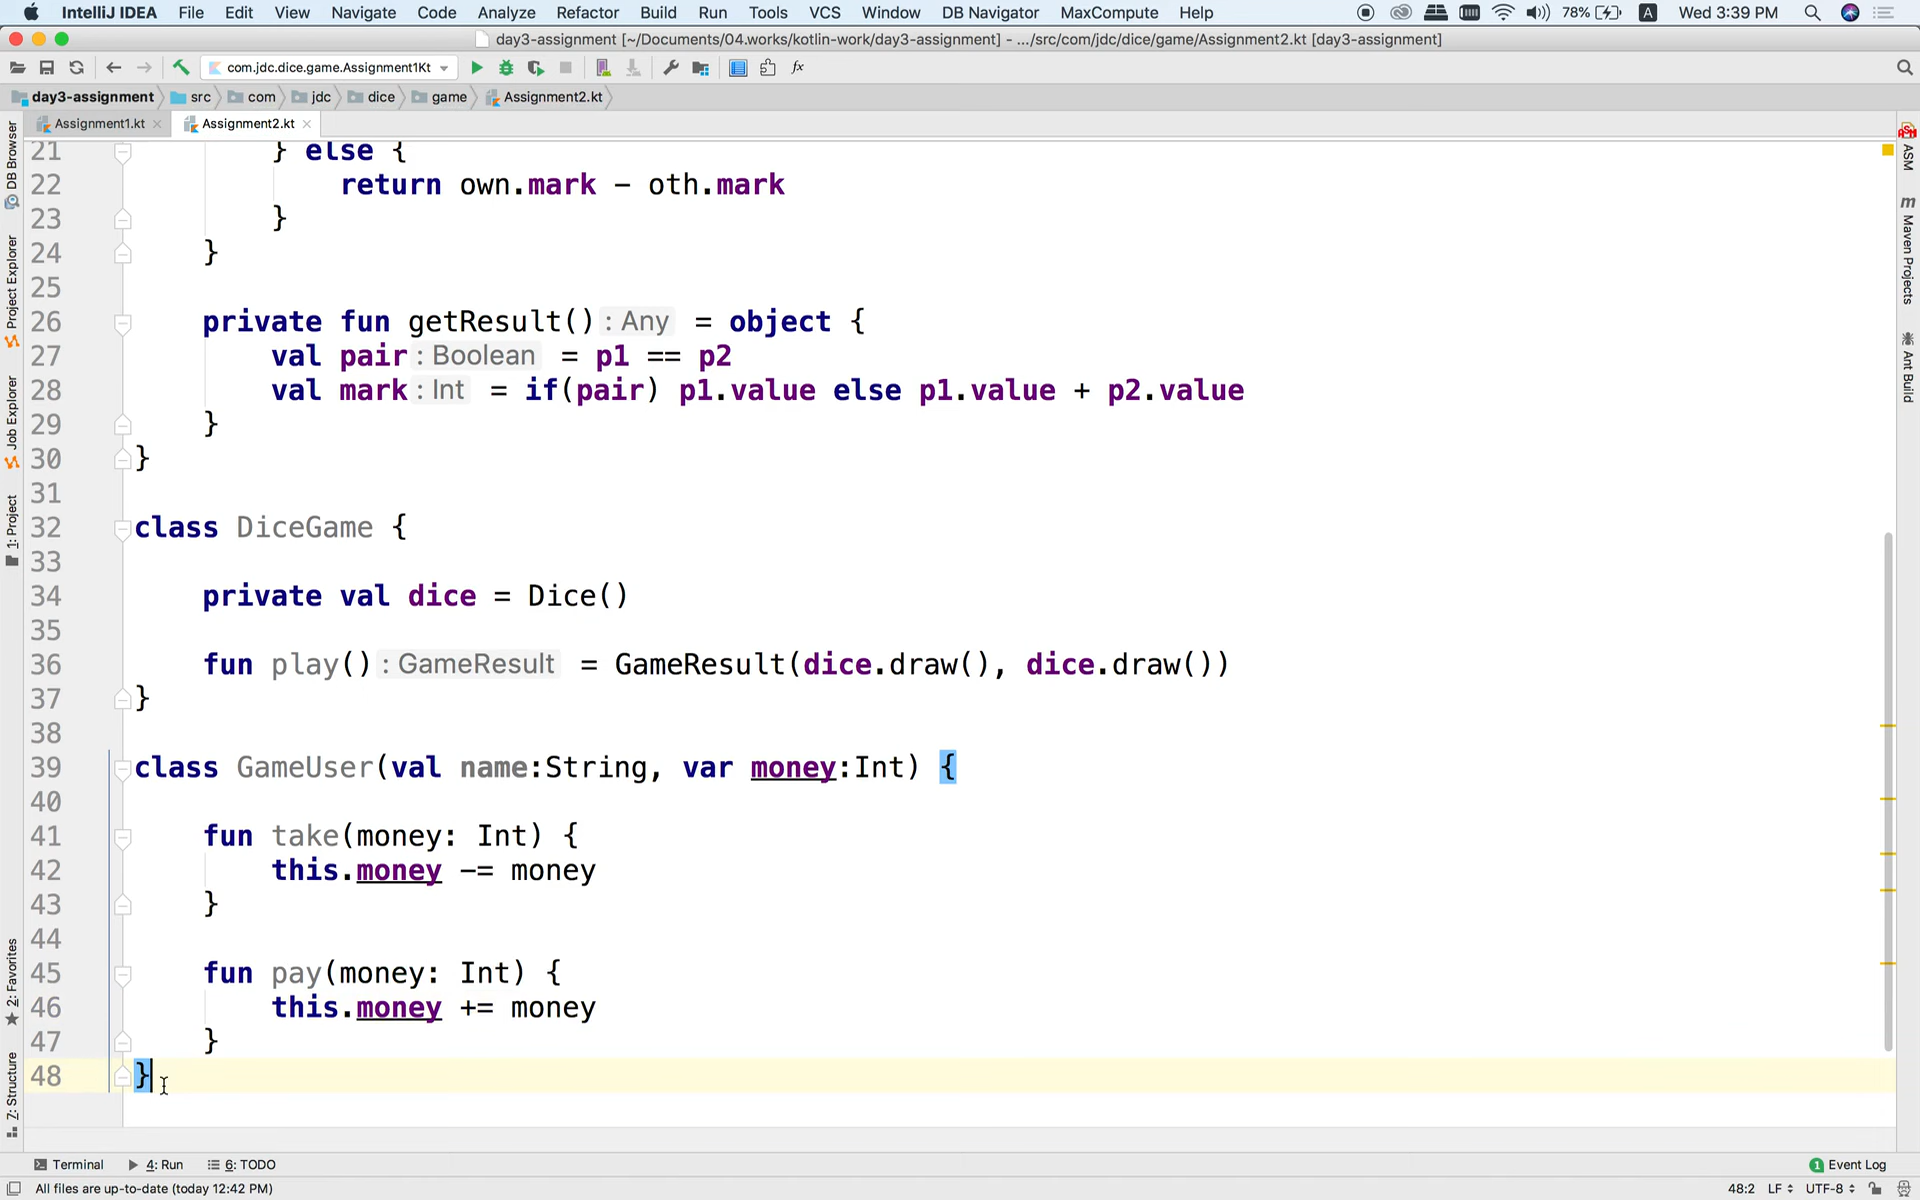 IntelliJ IDEA File Edit View Navigate Code Analyze Refactor Build Run Tools VCS Window DB Navigator MaxCompute Help 78% A Wed 3:39 PM
day3-assignment [~/Documents/04.works/kotlin-work/day3-assignment] - .../src/com/jdc/dice/game/Assignment2.kt [day3-assignment]
com.jdc.dice.game.Assignment1Kt
day3-assignment src com jdc dice game Assignment2.kt
Assignment1.kt Assignment2.kt
21 } else {
22 return own.mark - oth.mark
23 }
24 }
25
26 private fun getResult() : Any = object {
27 val pair : Boolean = p1 == p2
28 val mark : Int = if(pair) p1.value else p1.value + p2.value
29 }
30 }
31
32 class DiceGame {
33
34 private val dice = Dice()
35
36 fun play() : GameResult = GameResult(dice.draw(), dice.draw())
37 }
38
39 class GameUser(val name:String, var money:Int) {
40
41 fun take(money: Int) {
42 this.money -= money
43 }
44
45 fun pay(money: Int) {
46 this.money += money
47 }
48 }
DB Browser
Project Explorer
Job Explorer
1: Project
2: Favorites
Z: Structure
ASM
m Maven Projects
Ant Build
Terminal 4: Run 6: TODO 1 Event Log
All files are up-to-date (today 12:42 PM) 48:2 LF UTF-8